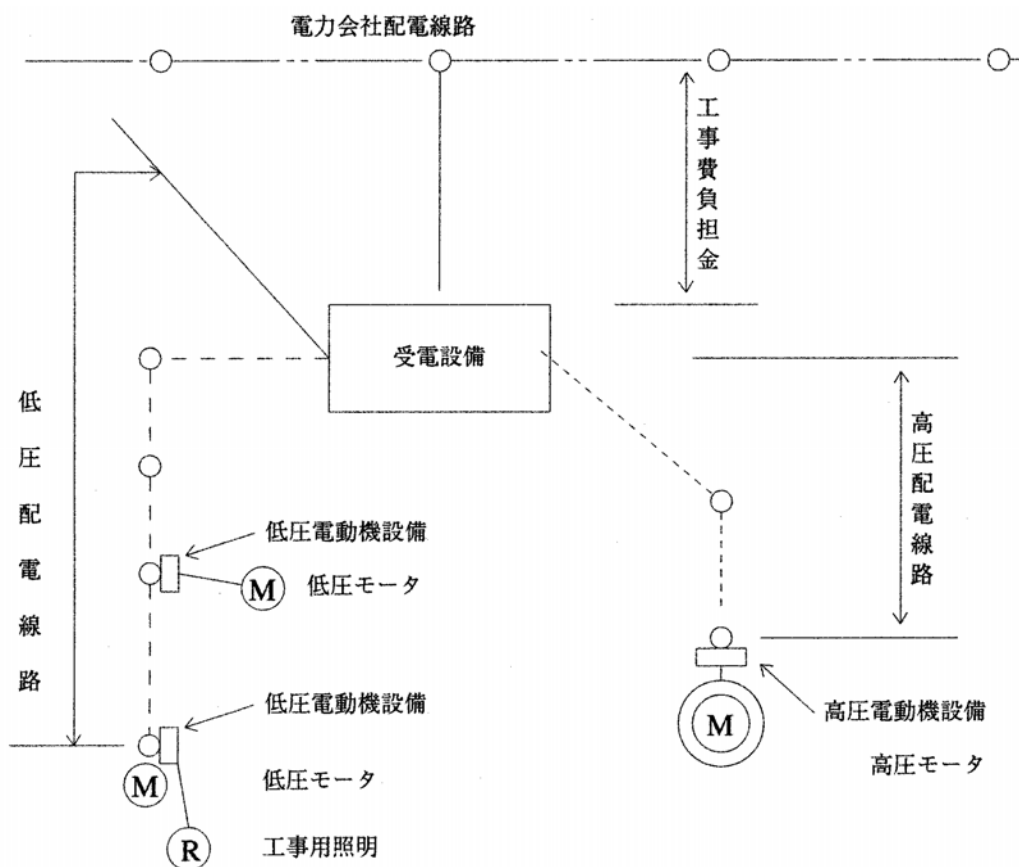 電力会社配電線路
工事費負担金
受電設備
低圧配電線路
高圧配電線路
低圧電動機設備
M
低圧モータ
低圧電動機設備
高圧電動機設備
M
M
低圧モータ
高圧モータ
R
工事用照明